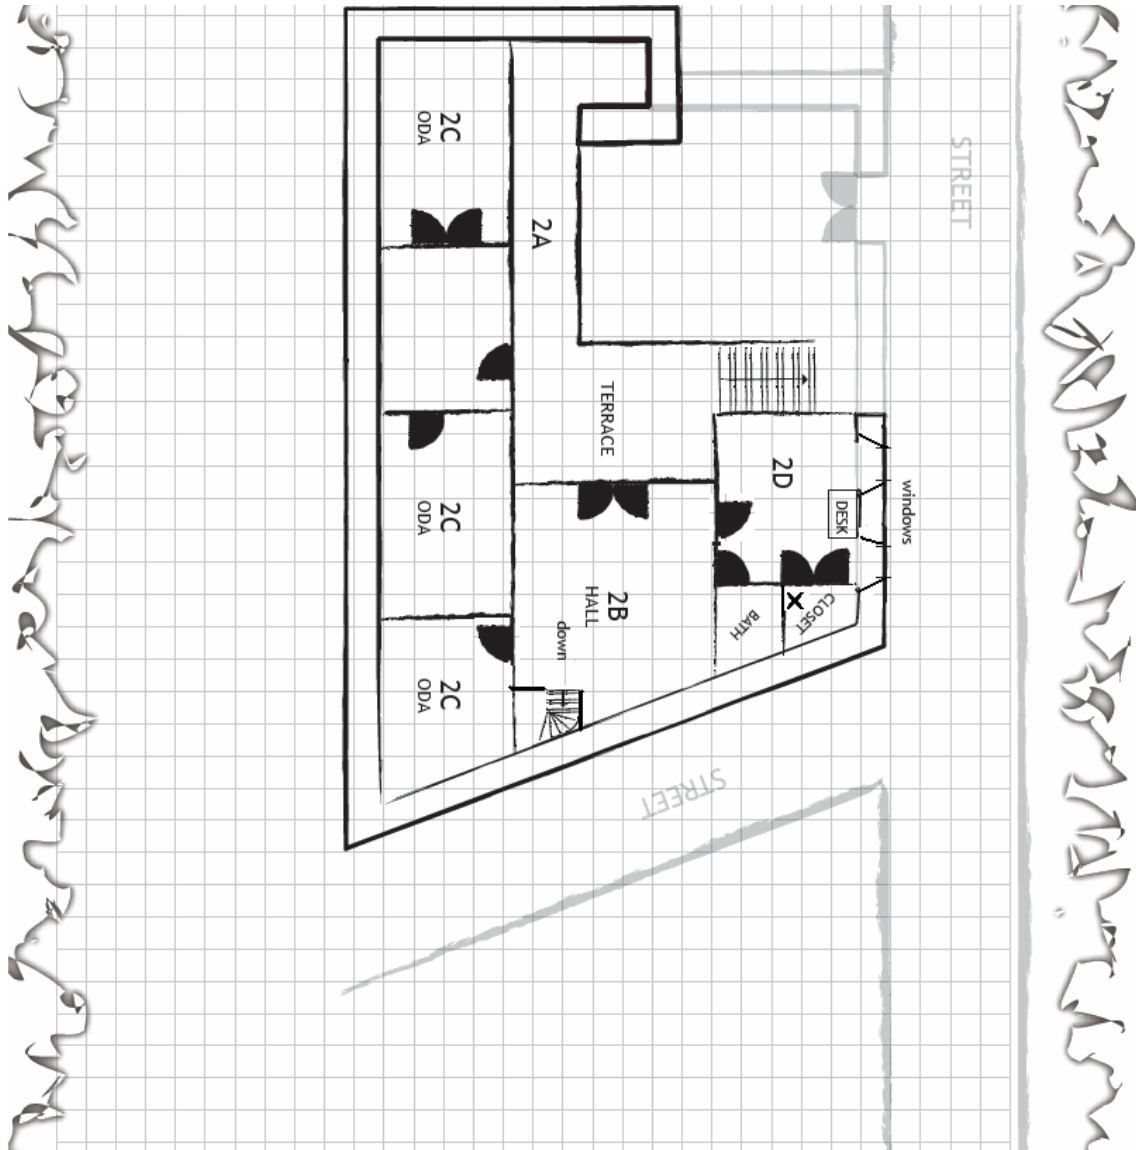 2C
ODA
2A
STREET
TERRACE
2D
DESK
windows
2C
ODA
2B
HALL
down
BATH
CLOSET
X
2C
ODA
STREET